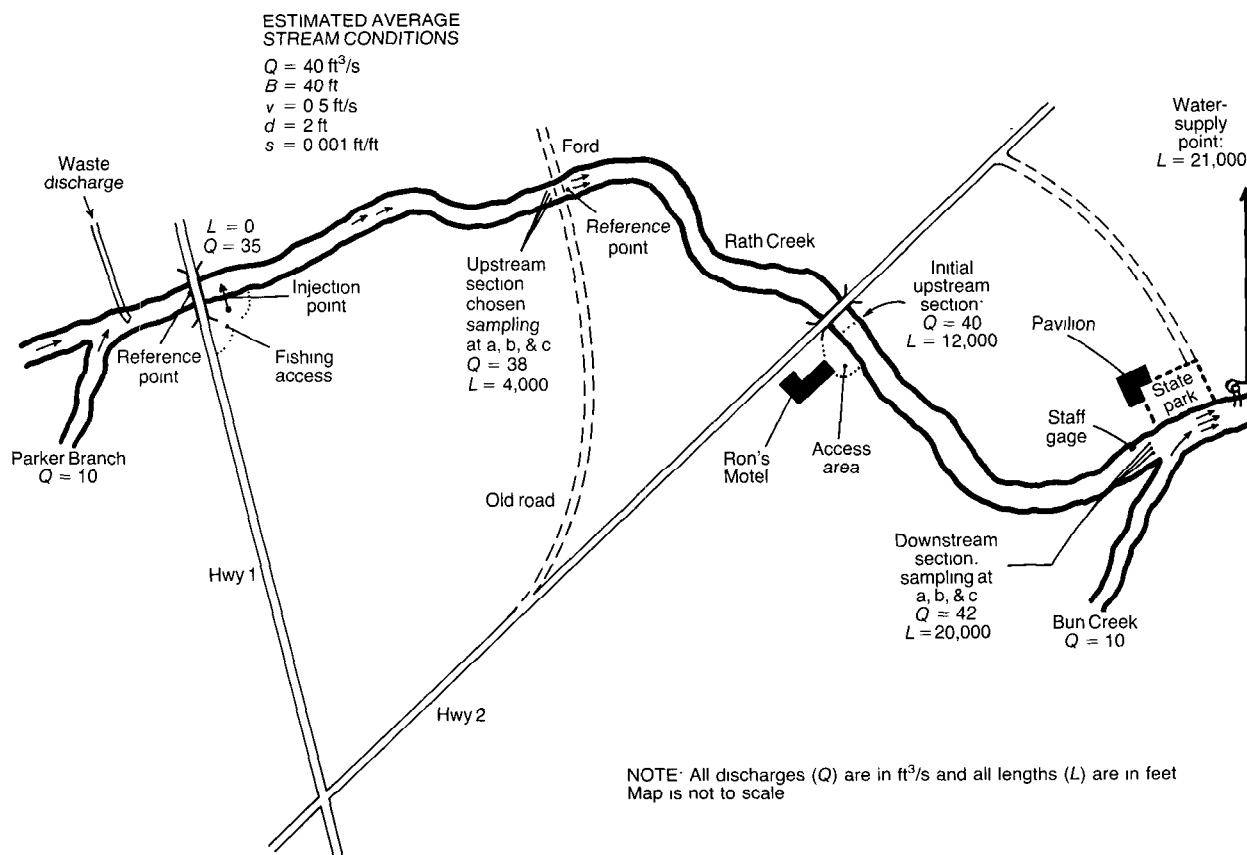 ESTIMATED AVERAGE
STREAM CONDITIONS
Q = 40 ft³/s
B = 40 ft
v = 0 5 ft/s
d = 2 ft
s = 0 001 ft/ft
Waste
discharge
L = 0
Q = 35
Injection
point
Reference
point
Fishing
access
Parker Branch
Q = 10
Hwy 1
Ford
Reference
point
Upstream
section
chosen
sampling
at a, b, & c
Q = 38
L = 4,000
Old road
Hwy 2
Rath Creek
Initial
upstream
section·
Q = 40
L = 12,000
Ron's
Motel
Access
area
Water-
supply
point:
L = 21,000
Pavilion
State
park
Staff
gage
Downstream
section.
sampling at
a, b, & c
Q = 42
L = 20,000
Bun Creek
Q = 10
NOTE· All discharges (Q) are in ft³/s and all lengths (L) are in feet
Map is not to scale